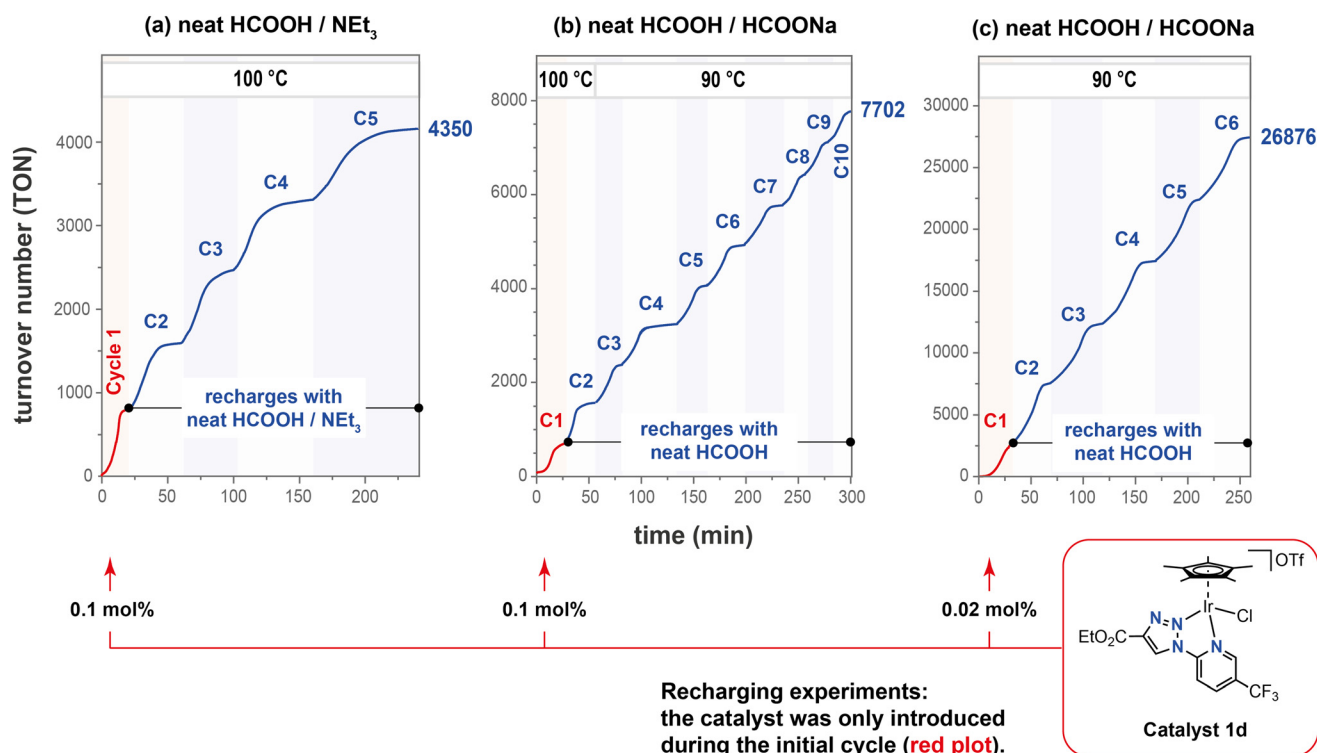 (a) neat HCOOH / NEt₃
100 °C
C5
4350
4000
C4
3000
C3
2000
C2
Cycle 1
1000
recharges with
neat HCOOH / NEt₃
0
0 50 100 150 200
turnover number (TON)
(b) neat HCOOH / HCOONa
100 °C 90 °C
8000
7702
C9
C10
C8
C7
6000
C6
C5
4000
C4
C3
C2
2000
C1
recharges with
neat HCOOH
0
0 50 100 150 200 250 300
time (min)
(c) neat HCOOH / HCOONa
90 °C
30000
C6
26876
25000
C5
22500
C4
20000
17500
15000
C3
12500
10000
C2
7500
5000
C1
recharges with
neat HCOOH
2500
0
0 50 100 150 200 250
0.1 mol%
0.1 mol%
0.02 mol%
OTf
Ir
Cl
N N
N N
EtO₂C
CF₃
Catalyst 1d
Recharging experiments:
the catalyst was only introduced
during the initial cycle (red plot).